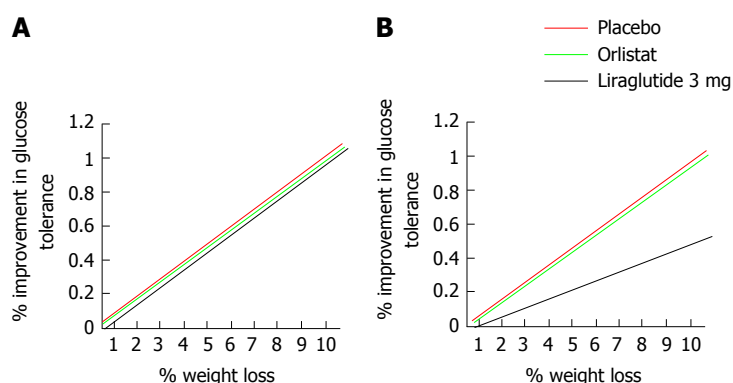 A
B
Placebo
Orlistat
Liraglutide 3 mg
% improvement in glucose
tolerance
1.2
1
0.8
0.6
0.4
0.2
0
1 2 3 4 5 6 7 8 9 10
% weight loss
% improvement in glucose
tolerance
1.2
1
0.8
0.6
0.4
0.2
0
1 2 3 4 5 6 7 8 9 10
% weight loss